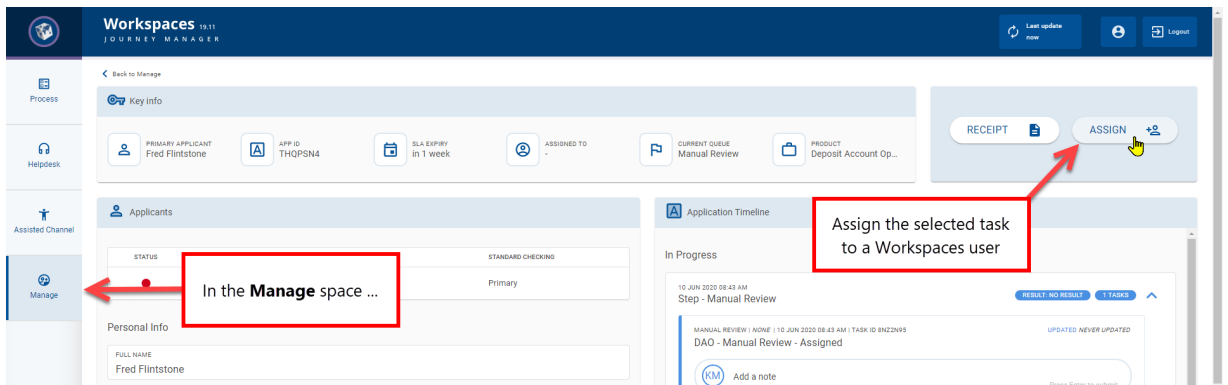 Workspaces 19.11
JOURNEY MANAGER
Last update
now
Logout
Process
Helpdesk
Assisted Channel
Manage
Back to Manage
Key info
PRIMARY APPLICANT
Fred Flintstone
APP ID
THQPSN4
SLA EXPIRY
in 1 week
ASSIGNED TO
-
CURRENT QUEUE
Manual Review
PRODUCT
Deposit Account Op...
RECEIPT
ASSIGN
Assign the selected task
to a Workspaces user
In the Manage space ...
Applicants
STATUS
STANDARD CHECKING
Primary
Personal Info
FULL NAME
Fred Flintstone
Application Timeline
In Progress
10 JUN 2020 08:43 AM
Step - Manual Review
RESULT: NO RESULT
1 TASKS
MANUAL REVIEW | NONE | 10 JUN 2020 08:43 AM | TASK ID 8NZ2N95
UPDATED NEVER UPDATED
DAO - Manual Review - Assigned
KM
Add a note
Press Enter to submit